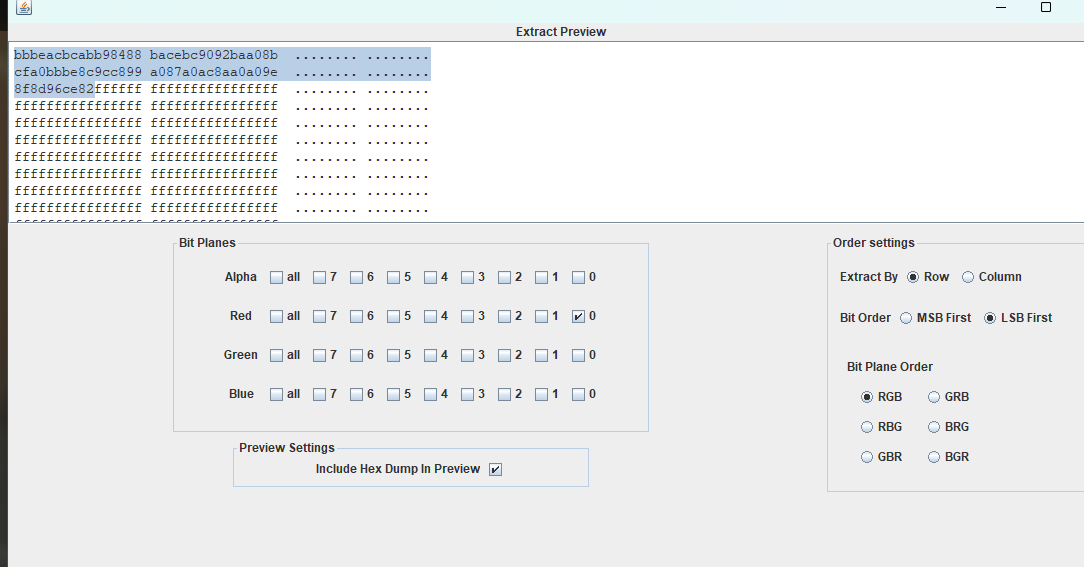 Extract Preview
bbbeacbcabb98488 bacebc9092baa08b ........ ........
cfa0bbbe8c9cc899 a087a0ac8aa0a09e ........ ........
8f8d96ce82ffffff ffffffffffffffff ........ ........
ffffffffffffffff ffffffffffffffff ........ ........
ffffffffffffffff ffffffffffffffff ........ ........
ffffffffffffffff ffffffffffffffff ........ ........
ffffffffffffffff ffffffffffffffff ........ ........
ffffffffffffffff ffffffffffffffff ........ ........
ffffffffffffffff ffffffffffffffff ........ ........
ffffffffffffffff ffffffffffffffff ........ ........
Bit Planes
Alpha all 7 6 5 4 3 2 1 0
Red all 7 6 5 4 3 2 1 0
Green all 7 6 5 4 3 2 1 0
Blue all 7 6 5 4 3 2 1 0
Preview Settings
Include Hex Dump In Preview
Order settings
Extract By Row Column
Bit Order MSB First LSB First
Bit Plane Order
RGB GRB
RBG BRG
GBR BGR